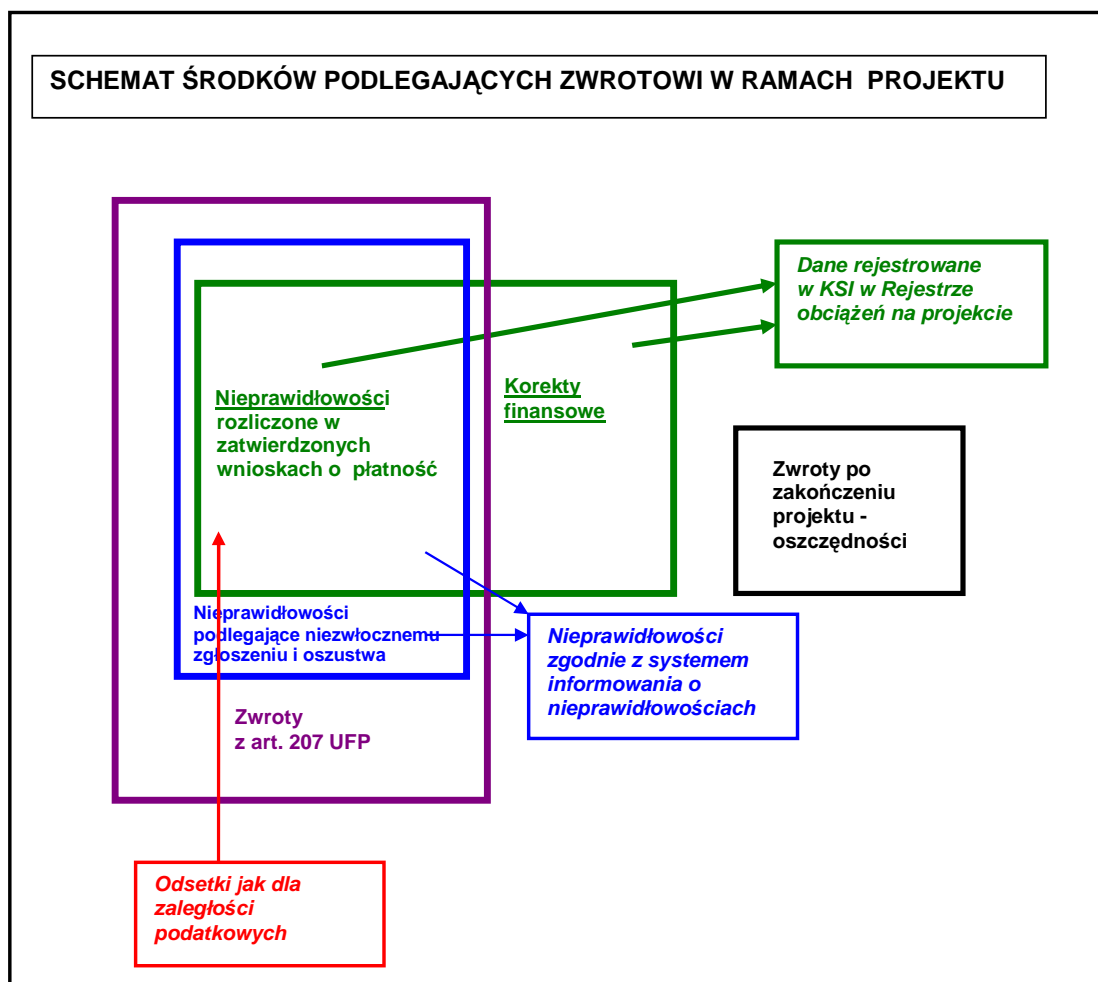 SCHEMAT ŚRODKÓW PODLEGAJĄCYCH ZWROTOWI W RAMACH PROJEKTU
Dane rejestrowane
w KSI w Rejestrze
obciążeń na projekcie
Nieprawidłowości
rozliczone w
zatwierdzonych
wnioskach o płatność
Korekty
finansowe
Zwroty po
zakończeniu
projektu -
oszczędności
Nieprawidłowości
podlegające niezwłocznemu
zgłoszeniu i oszustwa
Nieprawidłowości
zgodnie z systemem
informowania o
nieprawidłowościach
Zwroty
z art. 207 UFP
Odsetki jak dla
zaległości
podatkowych